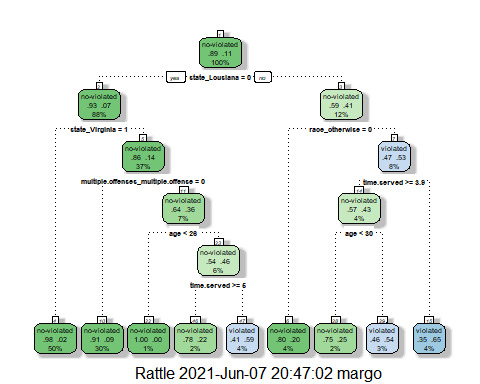 no-violated
.89 .11
100%
yes state_Lousiana = 0 no
no-violated
.93 .07
88%
no-violated
.59 .41
12%
state_Virginia = 1
race_otherwise = 0
no-violated
.86 .14
37%
violated
.47 .53
8%
multiple.offenses_multiple.offense = 0
time.served >= 3.9
no-violated
.64 .36
7%
no-violated
.57 .43
4%
age < 26
age < 30
no-violated
.54 .46
6%
time.served >= 5
no-violated
.98 .02
50%
no-violated
.91 .09
30%
no-violated
1.00 .00
1%
no-violated
.78 .22
2%
violated
.41 .59
4%
no-violated
.80 .20
4%
no-violated
.75 .25
2%
violated
.46 .54
3%
violated
.35 .65
4%
Rattle 2021-Jun-07 20:47:02 margo